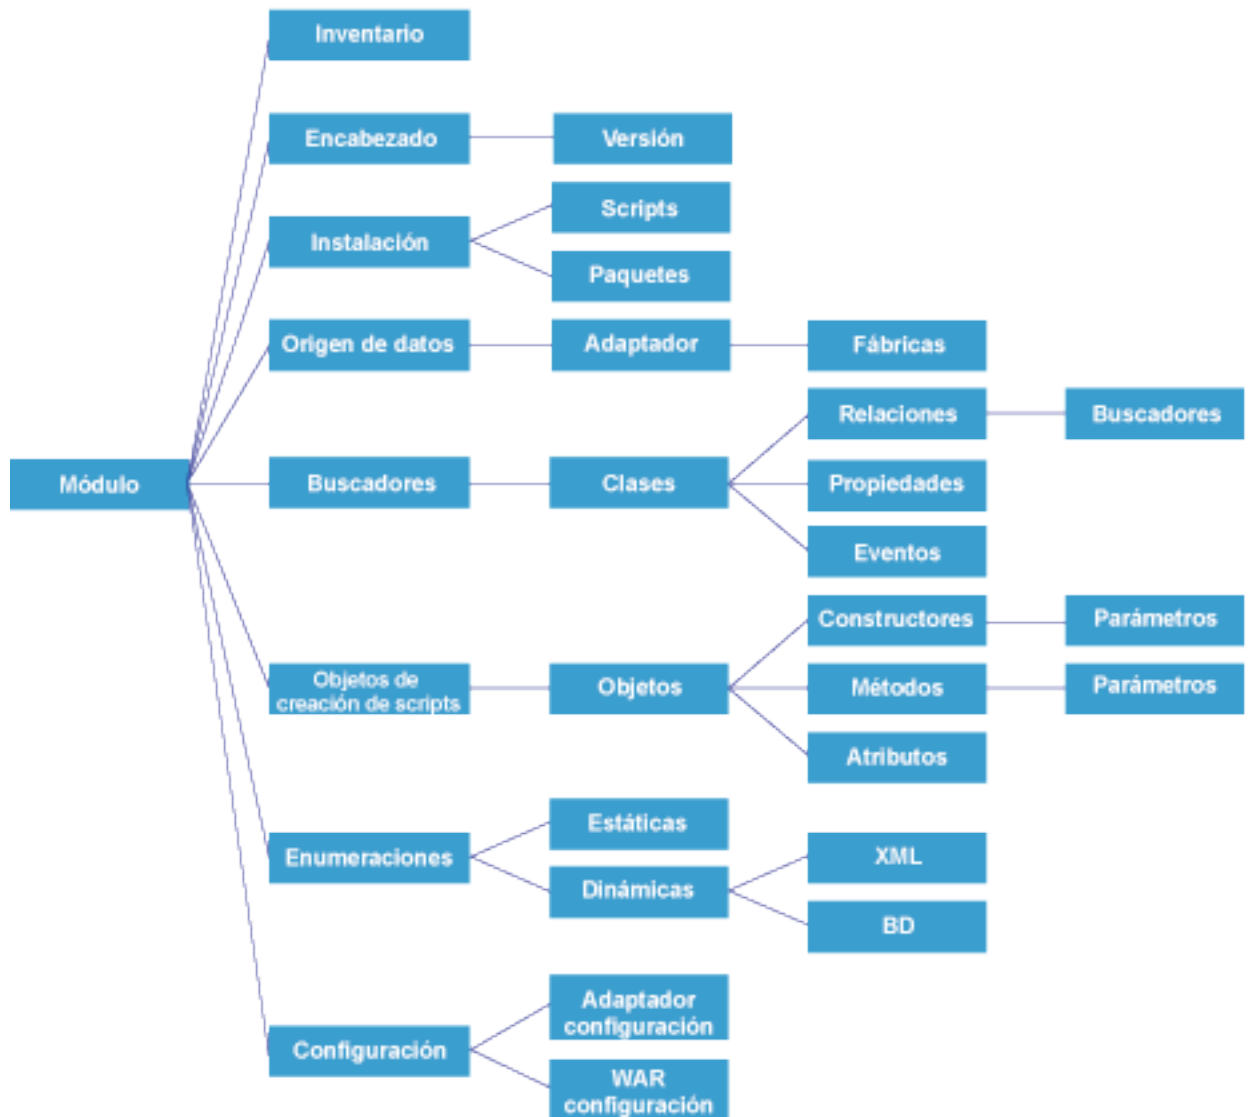 Inventario
Encabezado
Versión
Scripts
Instalación
Paquetes
Origen de datos
Adaptador
Fábricas
Relaciones
Buscadores
Módulo
Buscadores
Clases
Propiedades
Eventos
Constructores
Parámetros
Objetos de
creación de scripts
Objetos
Métodos
Parámetros
Atributos
Estáticas
Enumeraciones
XML
Dinámicas
BD
Adaptador
configuración
Configuración
WAR
configuración